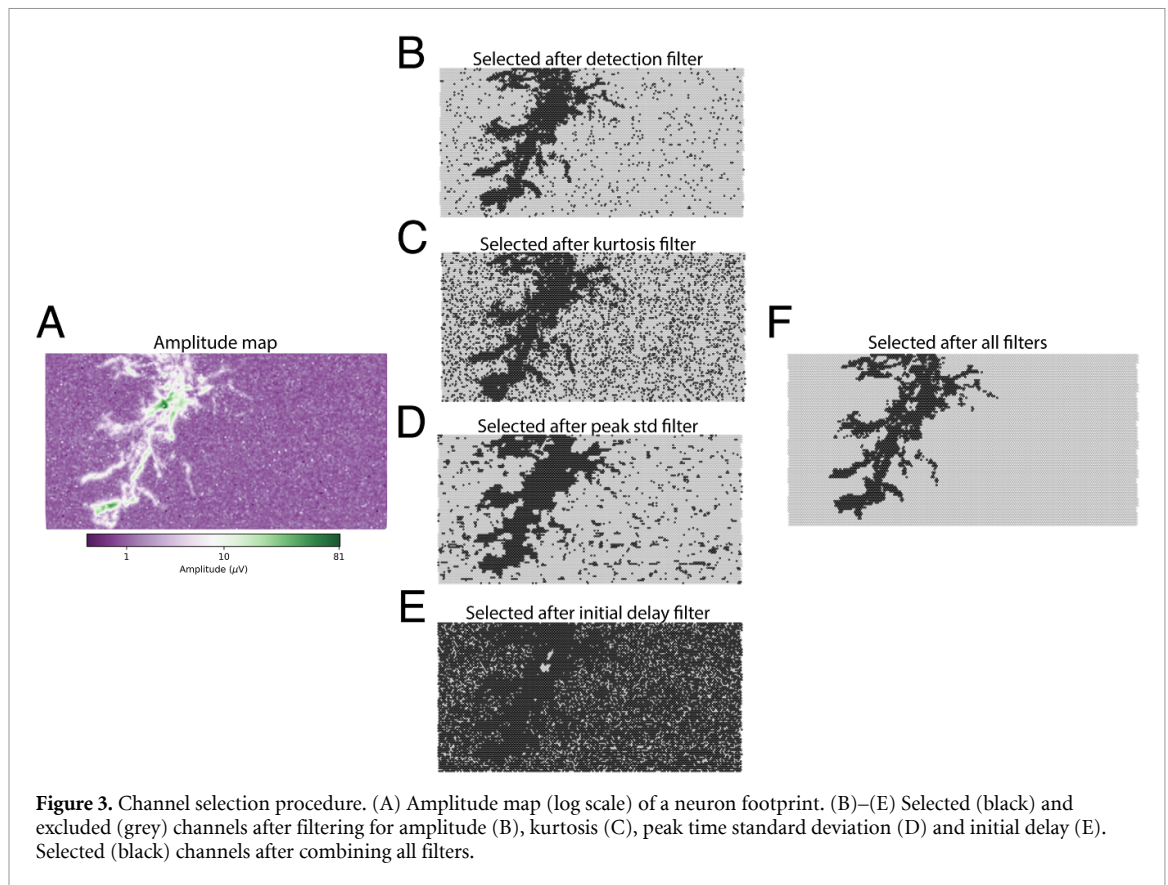 B
Selected after detection filter
C
Selected after kurtosis filter
A
Amplitude map
1
10
81
Amplitude (μV)
D
Selected after peak std filter
E
Selected after initial delay filter
F
Selected after all filters
Figure 3. Channel selection procedure. (A) Amplitude map (log scale) of a neuron footprint. (B)–(E) Selected (black) and
excluded (grey) channels after filtering for amplitude (B), kurtosis (C), peak time standard deviation (D) and initial delay (E).
Selected (black) channels after combining all filters.